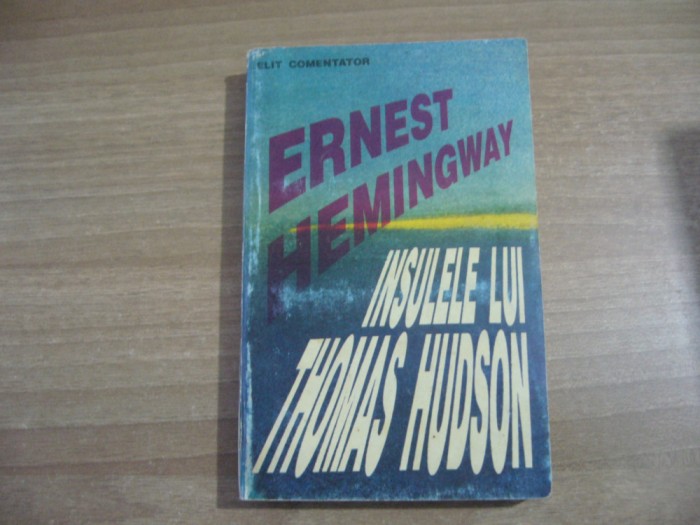 ELIT COMENTATOR
ERNEST
HEMINGWAY
INSULELE LUI
THOMAS HUDSON